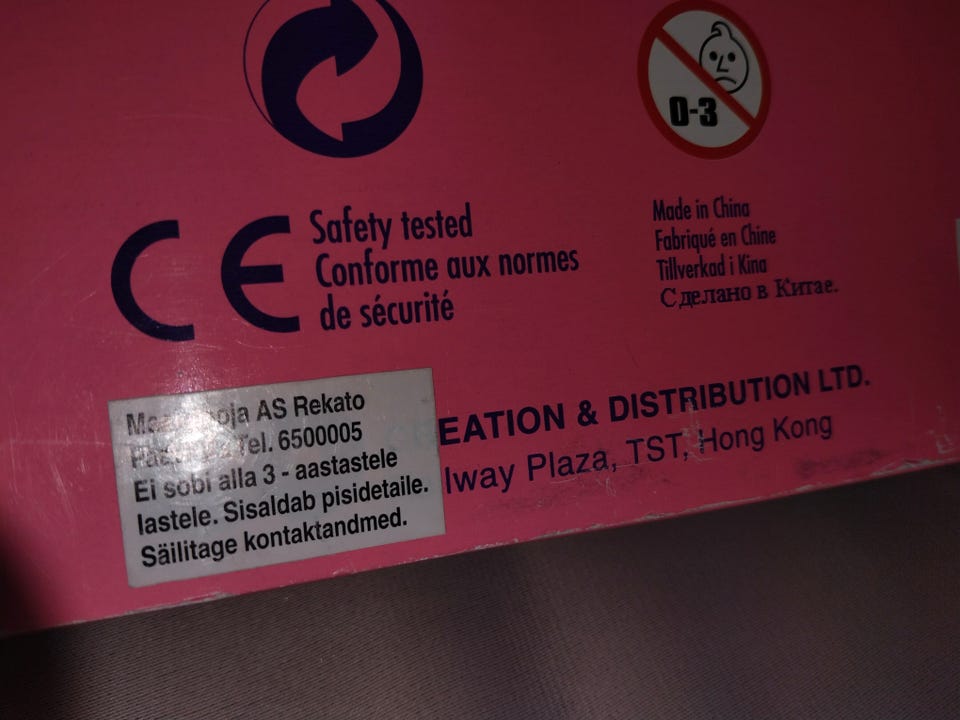 0-3
CE
Safety tested
Conforme aux normes
de sécurité
Made in China
Fabriqué en Chine
Tillverkad i Kina
Сделано в Китае.
AS Rekato
Tel. 6500005
Ei sobi alla 3 - aastastele
lastele. Sisaldab pisidetaile.
Säilitage kontaktandmed.
& DISTRIBUTION LTD.
Plaza, TST, Hong Kong